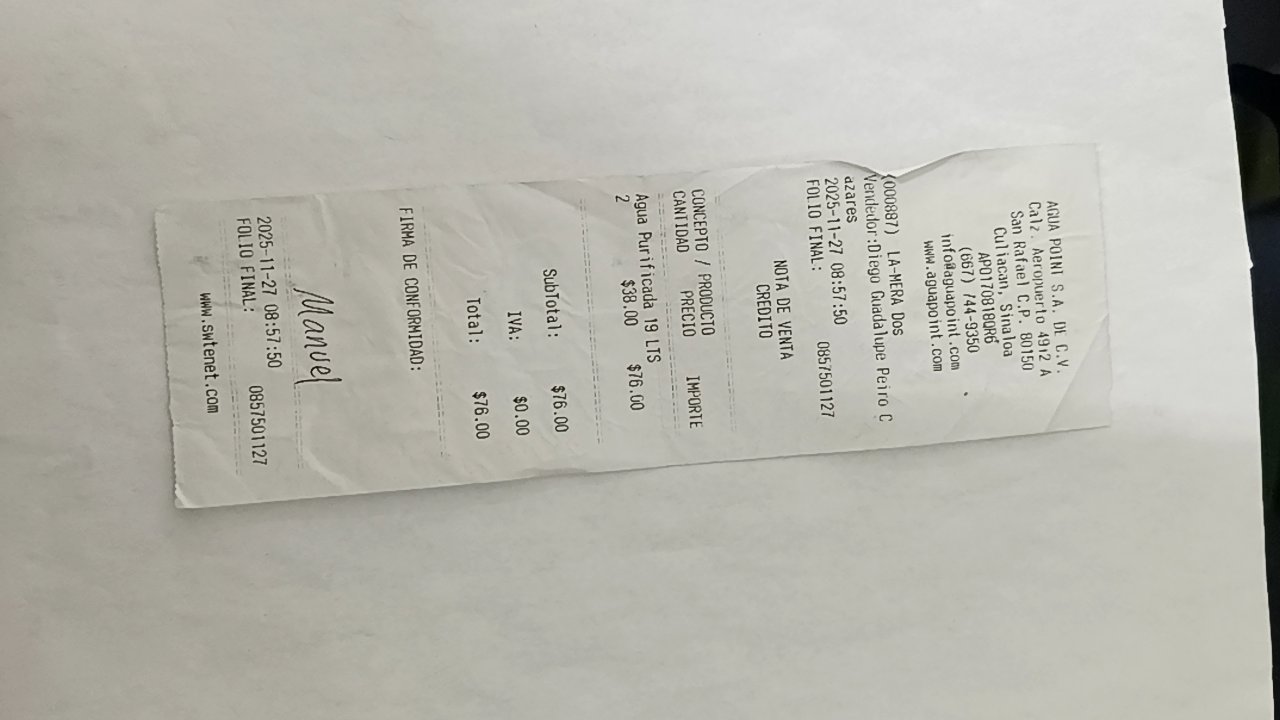 AGUA POINT S.A. DE C.V.
Calz. Aeropuerto 4912 A
San Rafael C.P. 80150
Culiacan, Sinaloa
APO170818QR6
(667) 744-9350
info@aguapoint.com
www.aguapoint.com
(000887) LA-MERA DOS
Vendedor:Diego Guadalupe Peiro C
azares
2025-11-27 08:57:50
FOLIO FINAL: 0857501127
NOTA DE VENTA
CREDITO
CONCEPTO / PRODUCTO
CANTIDAD PRECIO IMPORTE
Agua Purificada 19 LTS
2 $38.00 $76.00
SubTotal: $76.00
IVA: $0.00
Total: $76.00
FIRMA DE CONFORMIDAD:
Manuel
2025-11-27 08:57:50
FOLIO FINAL: 0857501127
www.swtenet.com